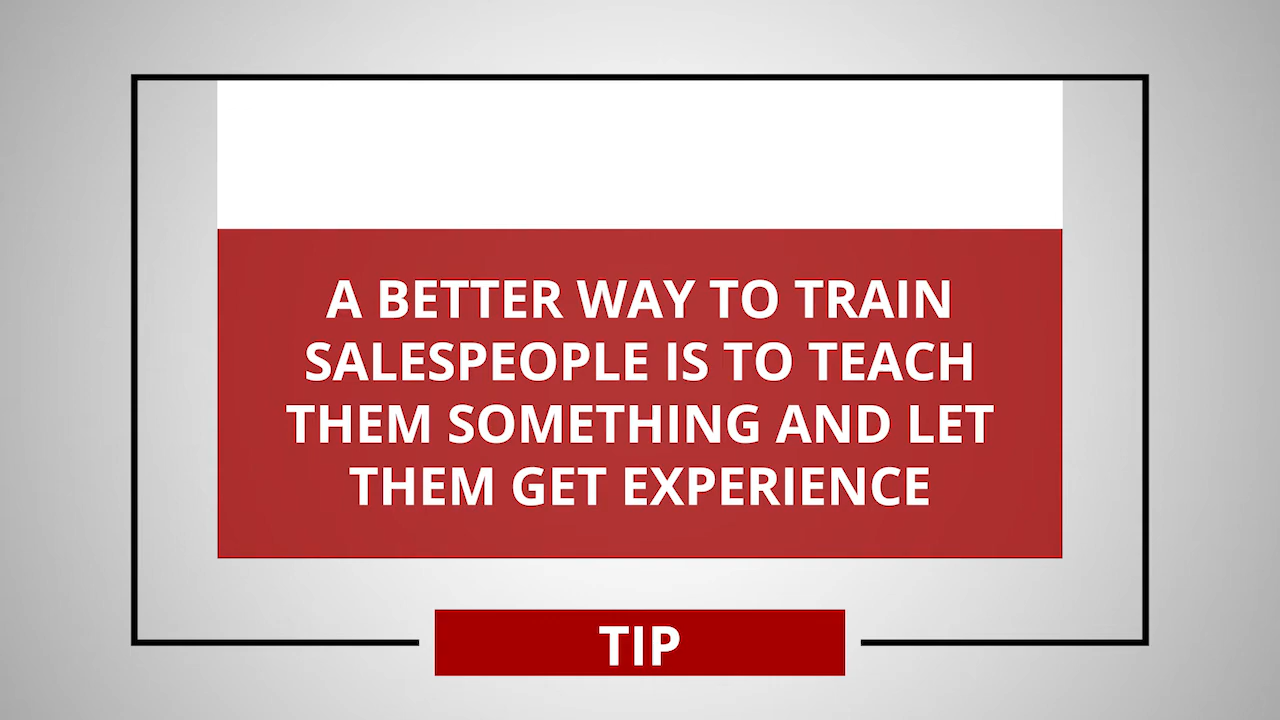 A BETTER WAY TO TRAIN
SALESPEOPLE IS TO TEACH
THEM SOMETHING AND LET
THEM GET EXPERIENCE
TIP